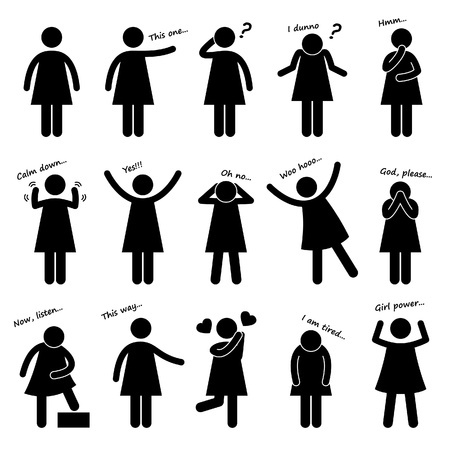 This one...
?
I dunno
?
Hmm...
Calm down...
Yes!!!
Oh no...
Woo hooo...
God, please...
Now, listen...
This way...
I am tired...
Girl power...